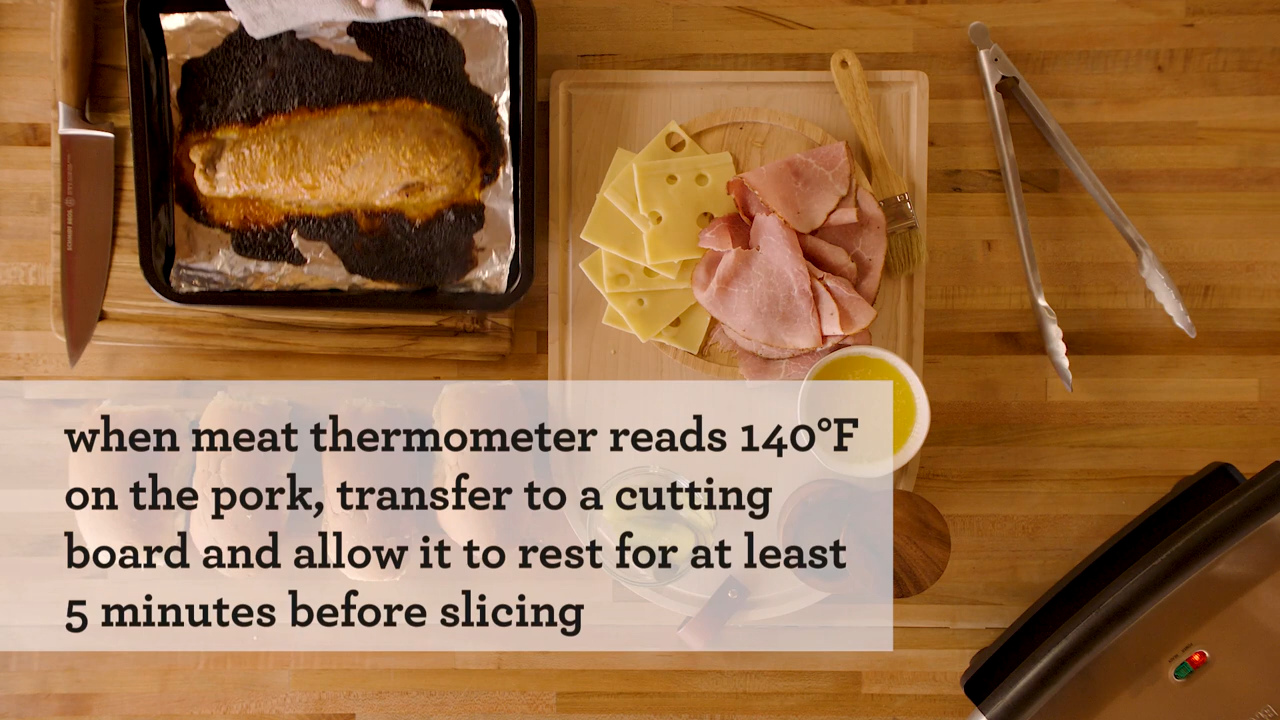 when meat thermometer reads 140°F
on the pork, transfer to a cutting
board and allow it to rest for at least
5 minutes before slicing